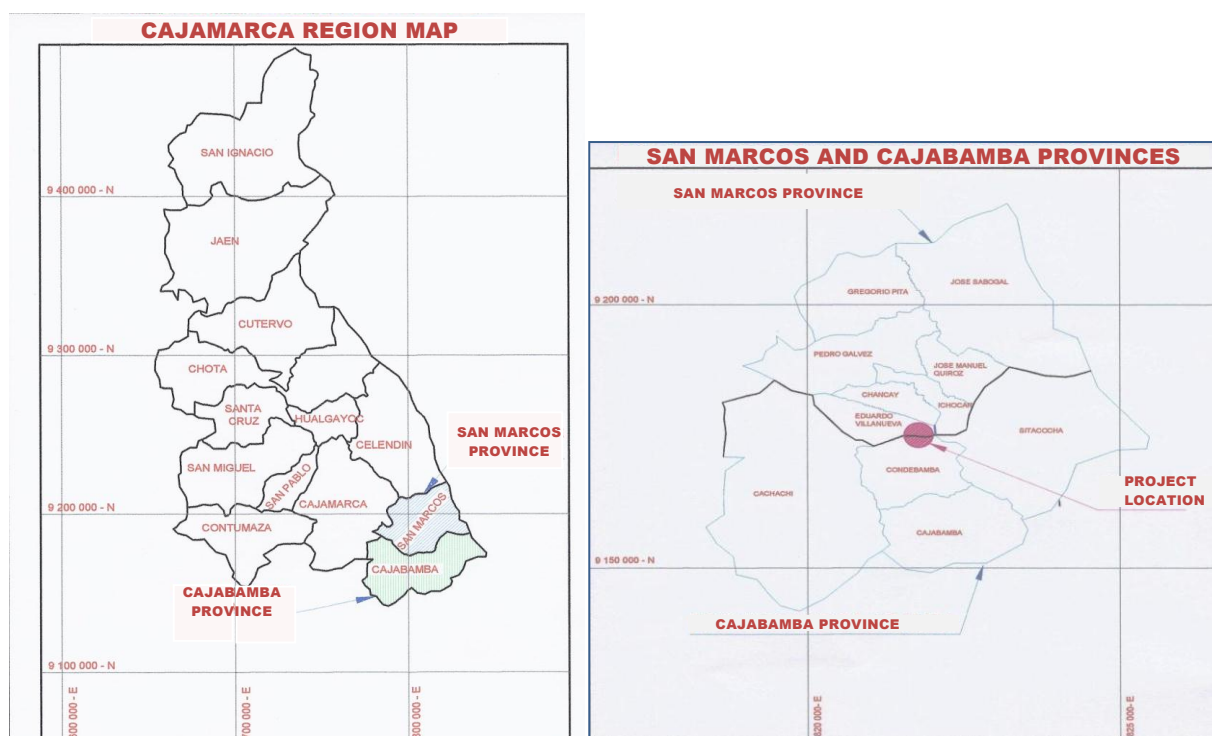 CAJAMARCA REGION MAP
SAN IGNACIO
9 400 000 - N
JAEN
CUTERVO
9 300 000 - N
CHOTA
SANTA
CRUZ
HUALGAYOC
CELENDIN
SAN MARCOS
PROVINCE
SAN MIGUEL
SAN PABLO
CAJAMARCA
9 200 000 - N
CONTUMAZA
SAN MARCOS
CAJABAMBA
CAJABAMBA
PROVINCE
9 100 000 - N
700 000 - E
SAN MARCOS AND CAJABAMBA PROVINCES
SAN MARCOS PROVINCE
JOSE SABOGAL
GREGORIO PITA
9 200 000 - N
PEDRO GALVEZ
JOSE MANUEL
QUIROZ
CHANCAY
ICHOCAN
EDUARDO
VILLANUEVA
SITACOCHA
CONDEBAMBA
PROJECT
LOCATION
CACHACHI
CAJABAMBA
9 150 000 - N
CAJABAMBA PROVINCE